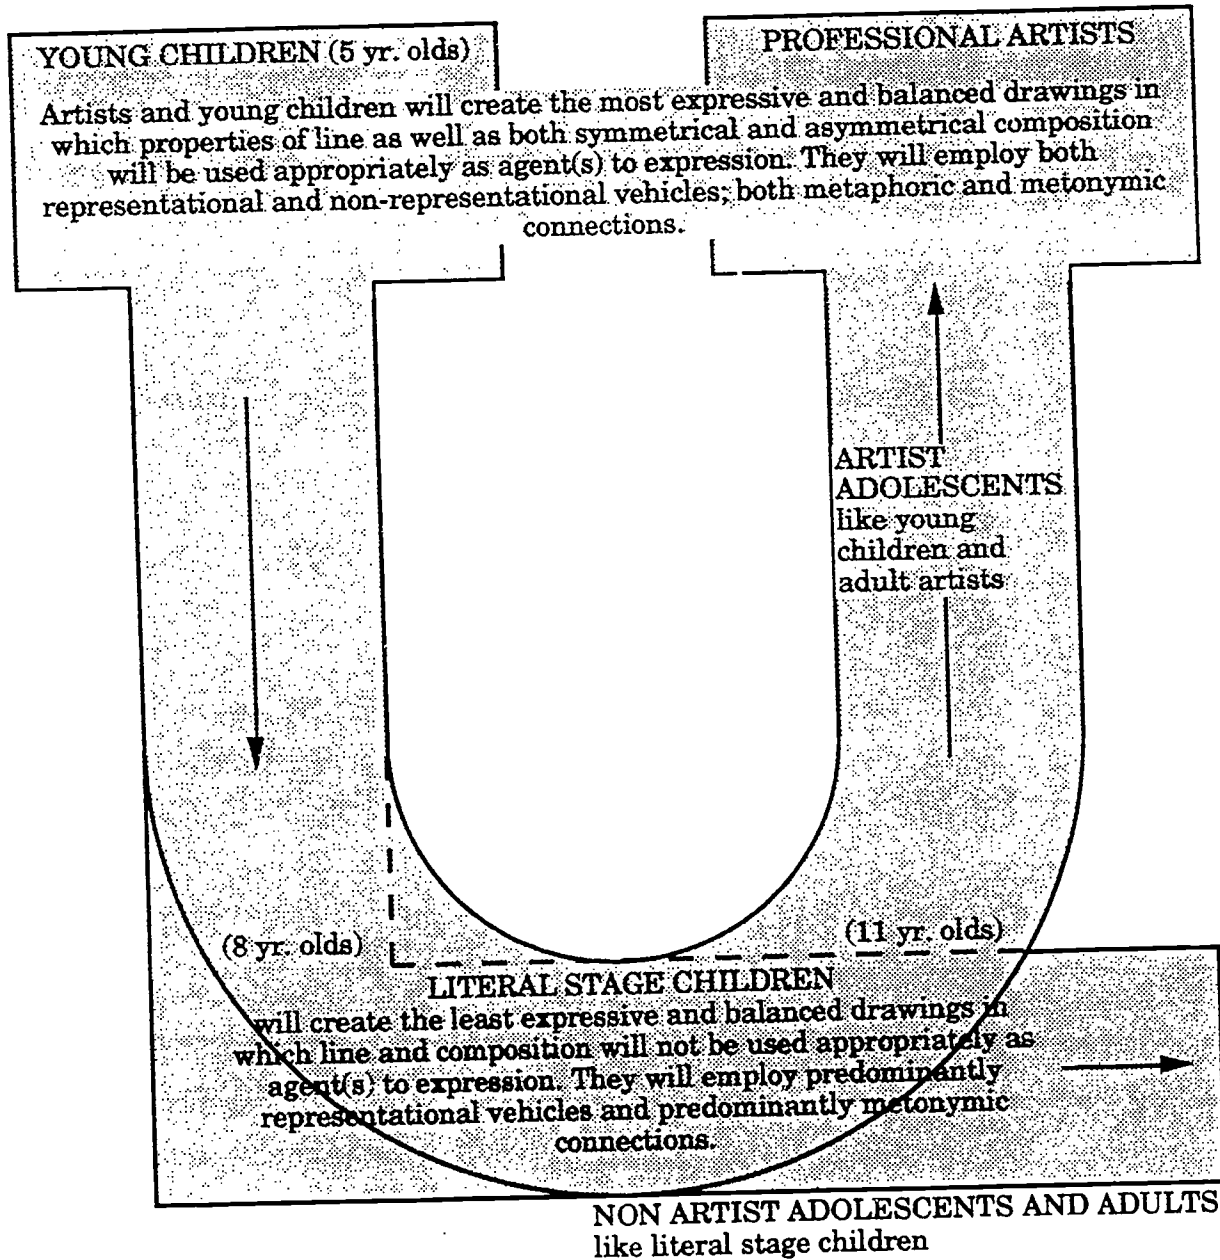 YOUNG CHILDREN (5 yr. olds)
PROFESSIONAL ARTISTS
Artists and young children will create the most expressive and balanced drawings in
which properties of line as well as both symmetrical and asymmetrical composition
will be used appropriately as agent(s) to expression. They will employ both
representational and non-representational vehicles; both metaphoric and metonymic
connections.
ARTIST
ADOLESCENTS
like young
children and
adult artists
(8 yr. olds)
(11 yr. olds)
LITERAL STAGE CHILDREN
will create the least expressive and balanced drawings in
which line and composition will not be used appropriately as
agent(s) to expression. They will employ predominantly
representational vehicles and predominantly metonymic
connections.
NON ARTIST ADOLESCENTS AND ADULTS
like literal stage children